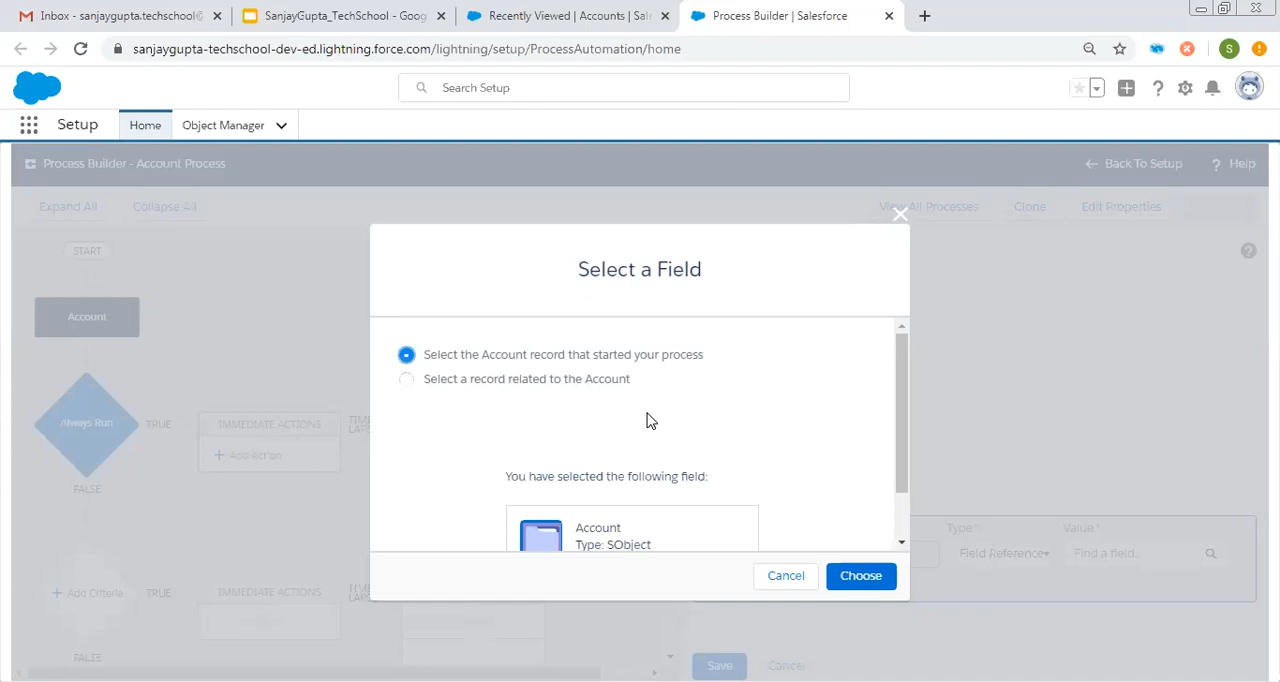 Inbox - sanjaygupta.techschool@
SanjayGupta_TechSchool - Goog
Recently Viewed | Accounts | Sal
Process Builder | Salesforce
sanjaygupta-techschool-dev-ed.lightning.force.com/lightning/setup/ProcessAutomation/home
S
Search Setup
Setup
Home
Object Manager
Process Builder - Account Process
Back To Setup
? Help
Expand All
Collapse All
View All Processes
Clone
Edit Properties
START
Account
Always Run
TRUE
IMMEDIATE ACTIONS
+ Add Action
FALSE
+ Add Criteria
TRUE
IMMEDIATE ACTIONS
FALSE
Select a Field
Select the Account record that started your process
Select a record related to the Account
You have selected the following field:
Account
Type: SObject
Cancel
Choose
Type*
Value*
Field Reference
Find a field...
Save
Cancel